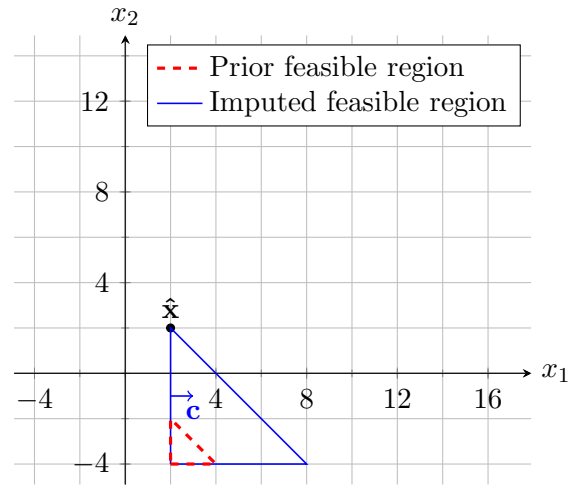 x₂
Prior feasible region
Imputed feasible region
12
8
4
x̂
x₁
−4
4
8
12
16
c
−4